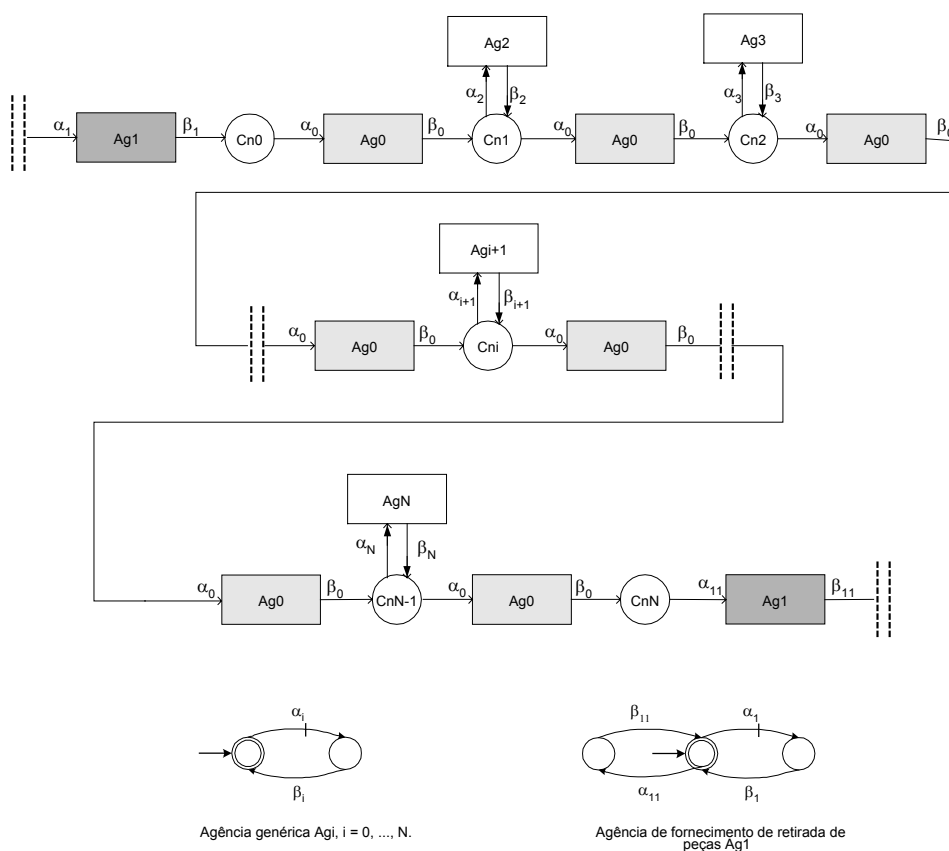 Ag2
Ag3
α2 β2
α3 β3
α1 Ag1 β1 Cn0 α0 Ag0 β0 Cn1 α0 Ag0 β0 Cn2 α0 Ag0 β0
Agi+1
αi+1 βi+1
α0 Ag0 β0 Cni α0 Ag0 β0
AgN
αN βN
α0 Ag0 β0 CnN-1 α0 Ag0 β0 CnN α11 Ag1 β11
αi
βi
β11 α1
α11 β1
Agência genérica Agi, i = 0, ..., N.
Agência de fornecimento de retirada de
peças Ag1